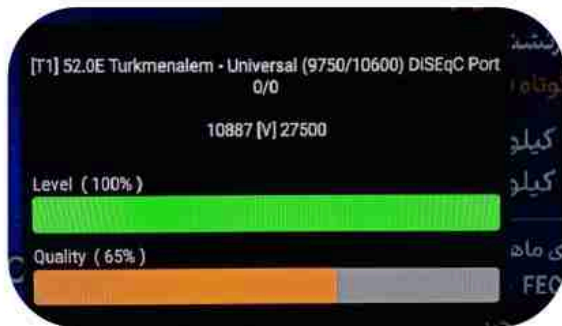 [T1] 52.0E Turkmenalem - Universal (9750/10600) DiSEqC Port
0/0
10887 [V] 27500
Level ( 100% )
Quality ( 65% )
کیلو
کیلو
FEC